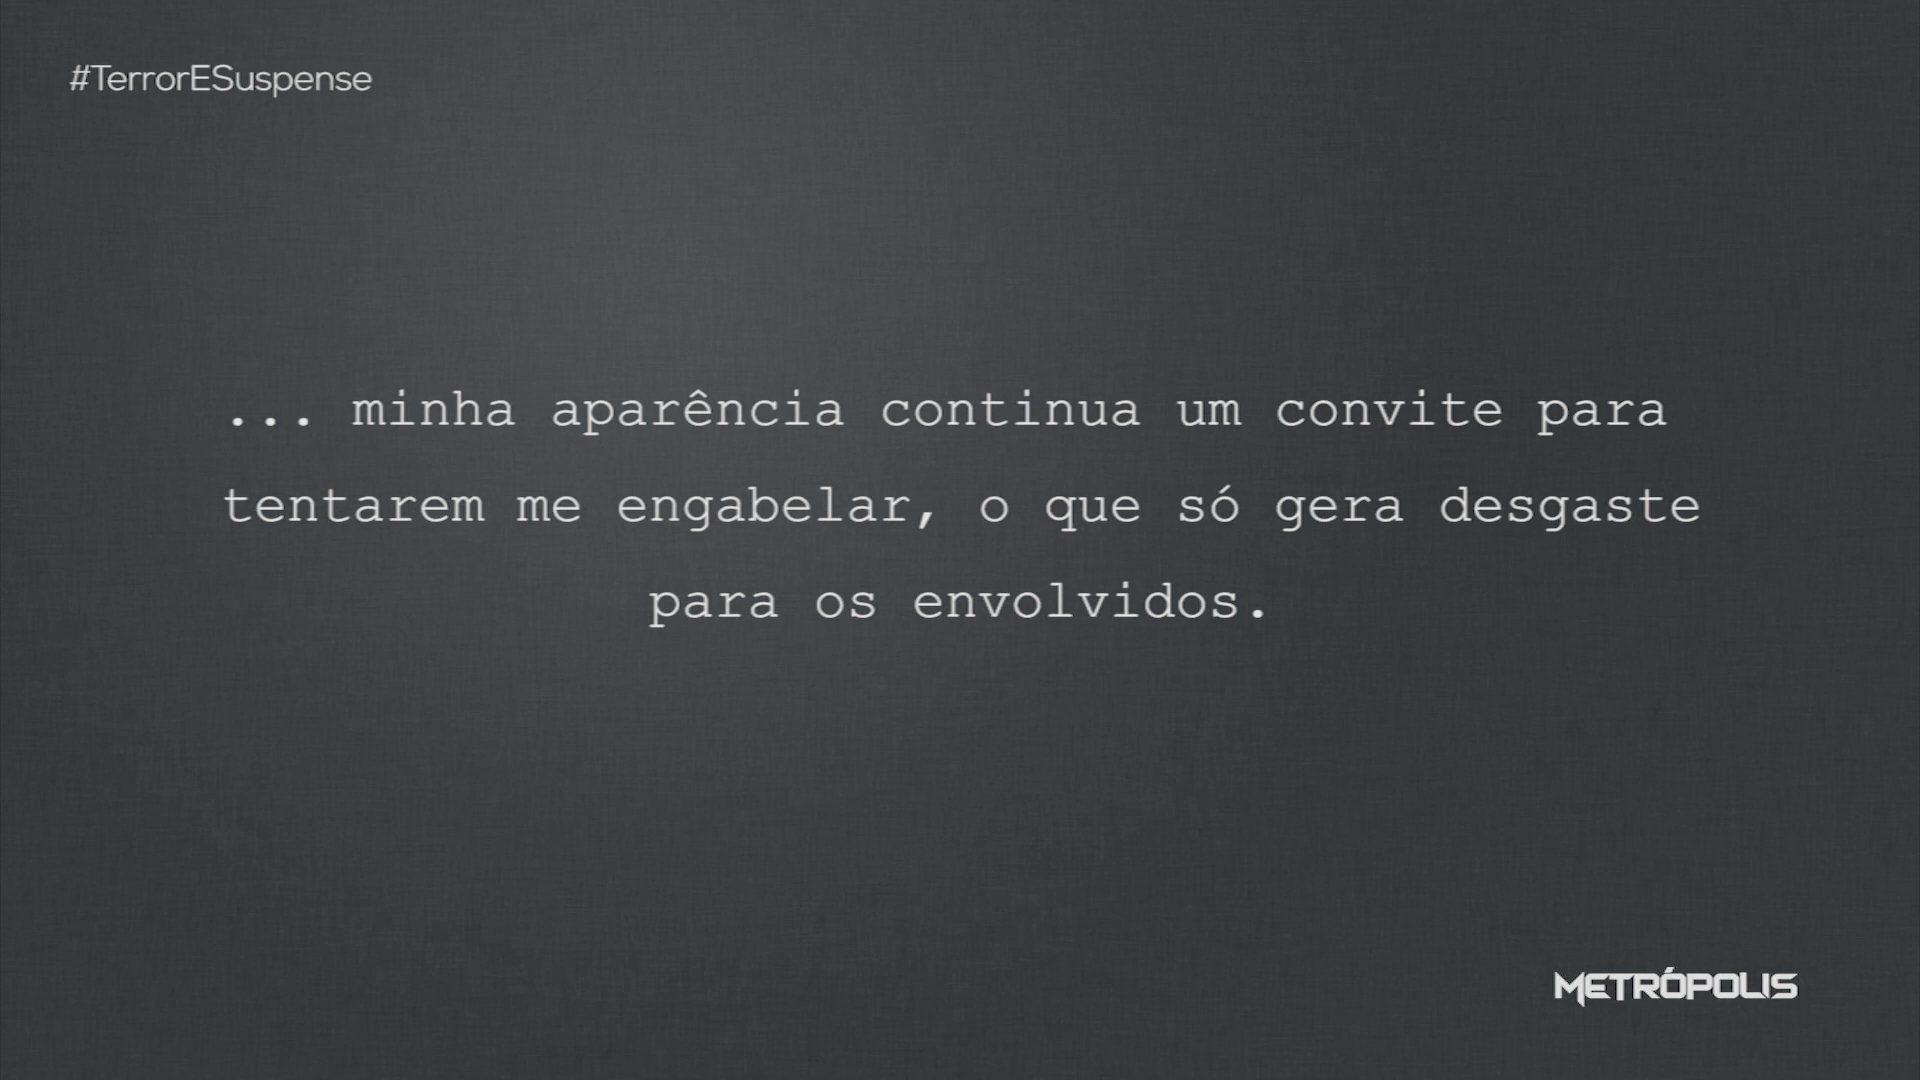 #TerrorESuspense
... minha aparência continua um convite para
tentarem me engabelar, o que só gera desgaste
para os envolvidos.
METRÓPOLIS